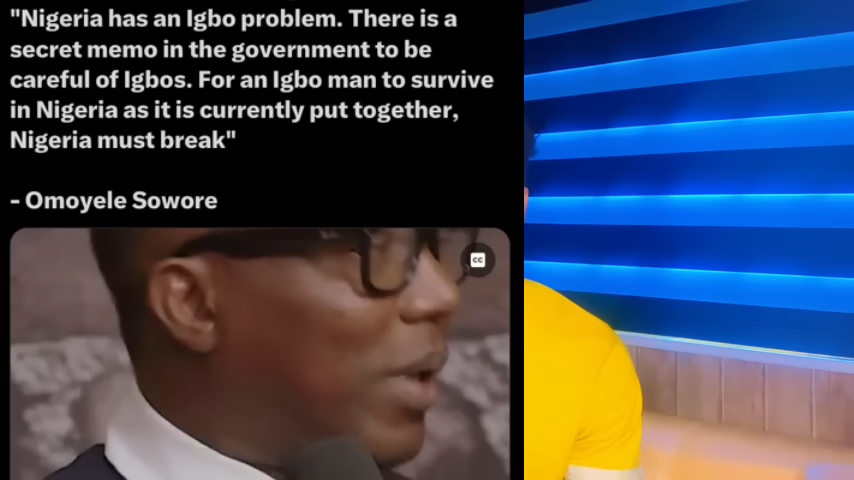 "Nigeria has an Igbo problem. There is a
secret memo in the government to be
careful of Igbos. For an Igbo man to survive
in Nigeria as it is currently put together,
Nigeria must break"
- Omoyele Sowore
CC